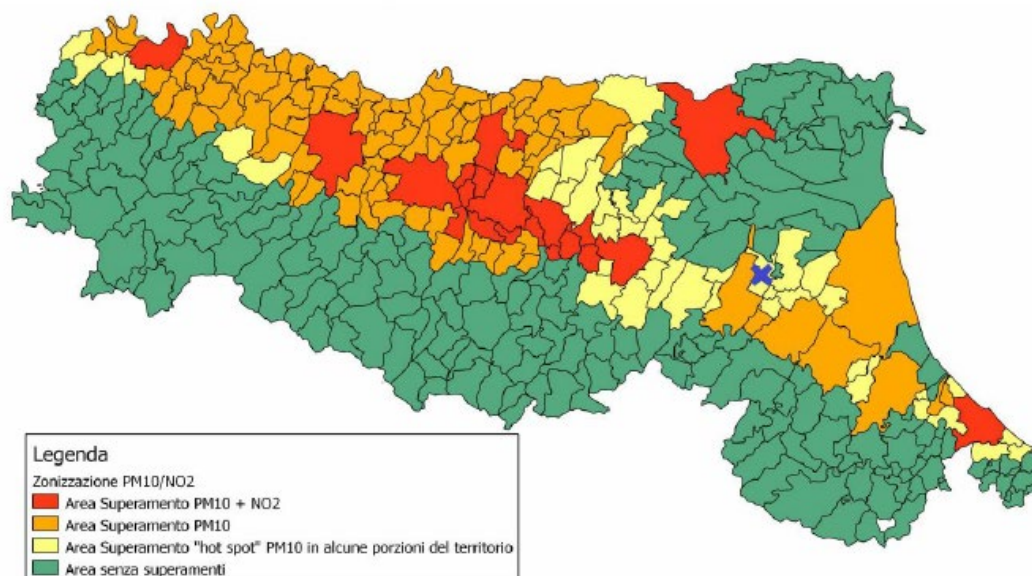 Legenda
Zonizzazione PM10/NO2
Area Superamento PM10 + NO2
Area Superamento PM10
Area Superamento "hot spot" PM10 in alcune porzioni del territorio
Area senza superamenti